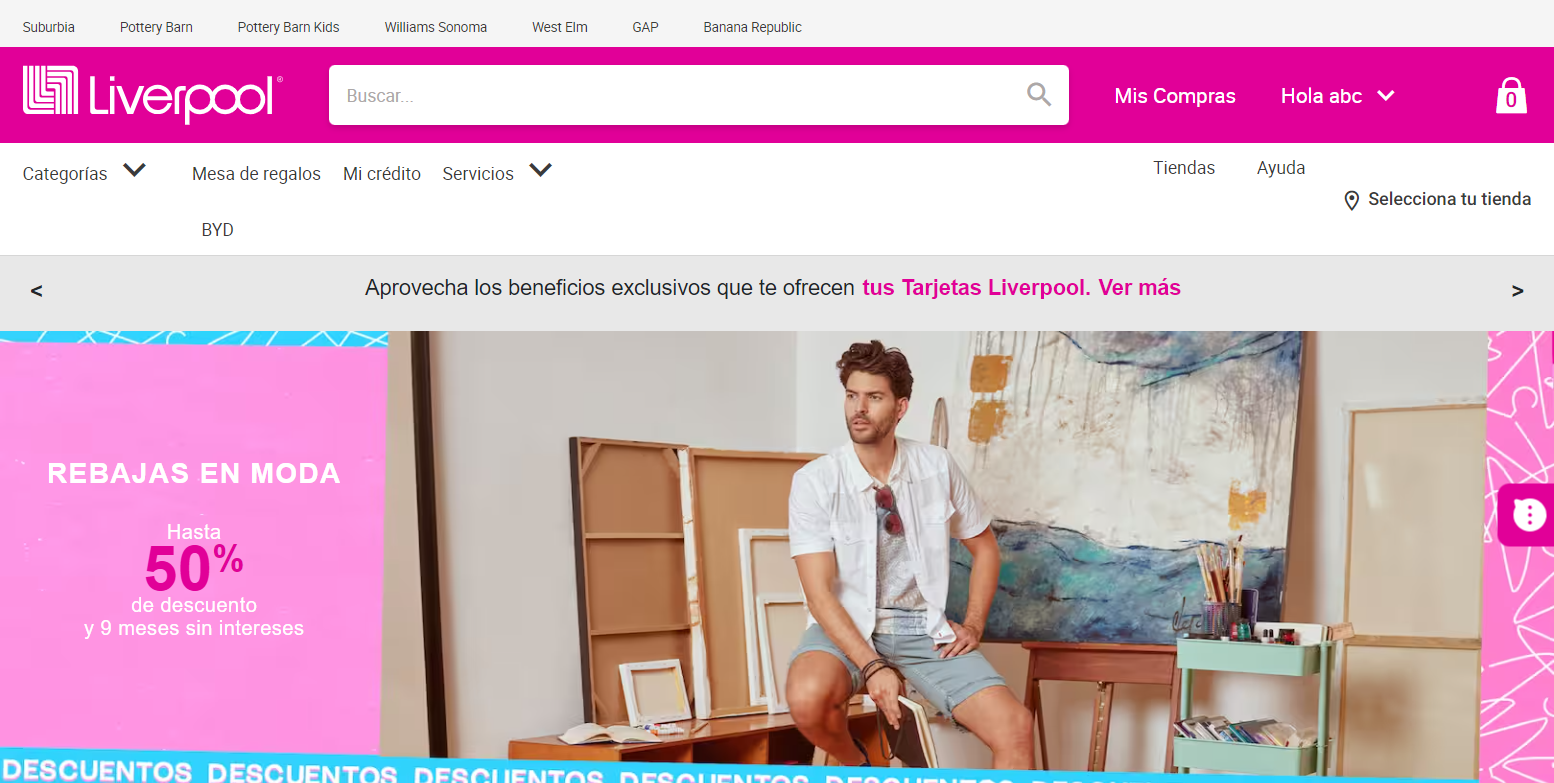 Suburbia Pottery Barn Pottery Barn Kids Williams Sonoma West Elm GAP Banana Republic
Liverpool® Buscar... Mis Compras Hola abc 0
Categorías Mesa de regalos Mi crédito Servicios Tiendas Ayuda
Selecciona tu tienda
BYD
< Aprovecha los beneficios exclusivos que te ofrecen tus Tarjetas Liverpool. Ver más >
REBAJAS EN MODA
Hasta
50%
de descuento
y 9 meses sin intereses
DESCUENTOS DESCUENTOS DESCUENTOS DESCUENTOS DESCUENTOS